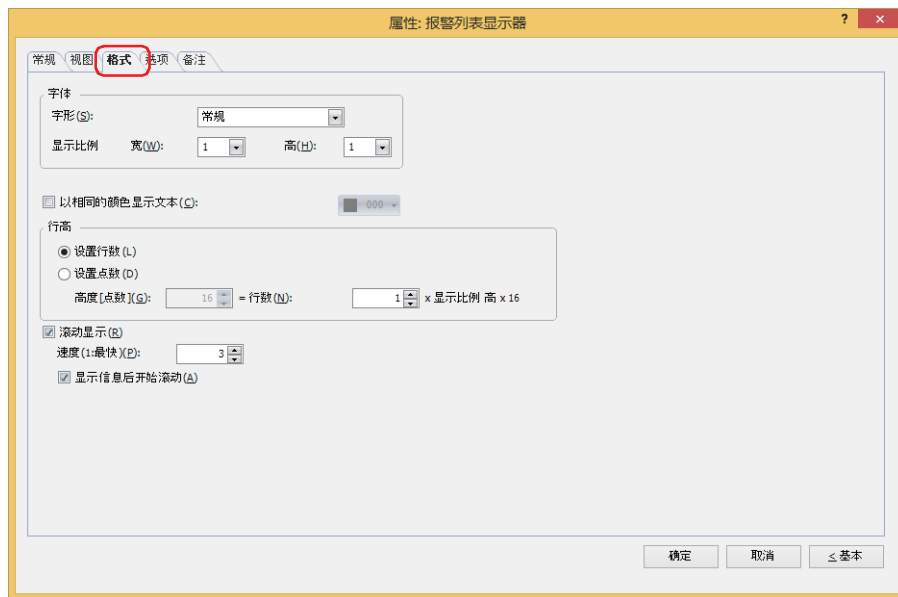 属性: 报警列表显示器
? ×
常规 视图 格式 选项 备注
字体
字形(S): 常规
显示比例 宽(W): 1 高(H): 1
以相同的颜色显示文本(C): 000
行高
设置行数(L)
设置点数(D)
高度[点数](G): 16 = 行数(N): 1 x 显示比例 高 x 16
滚动显示(R)
速度(1:最快)(P): 3
显示信息后开始滚动(A)
确定 取消 < 基本